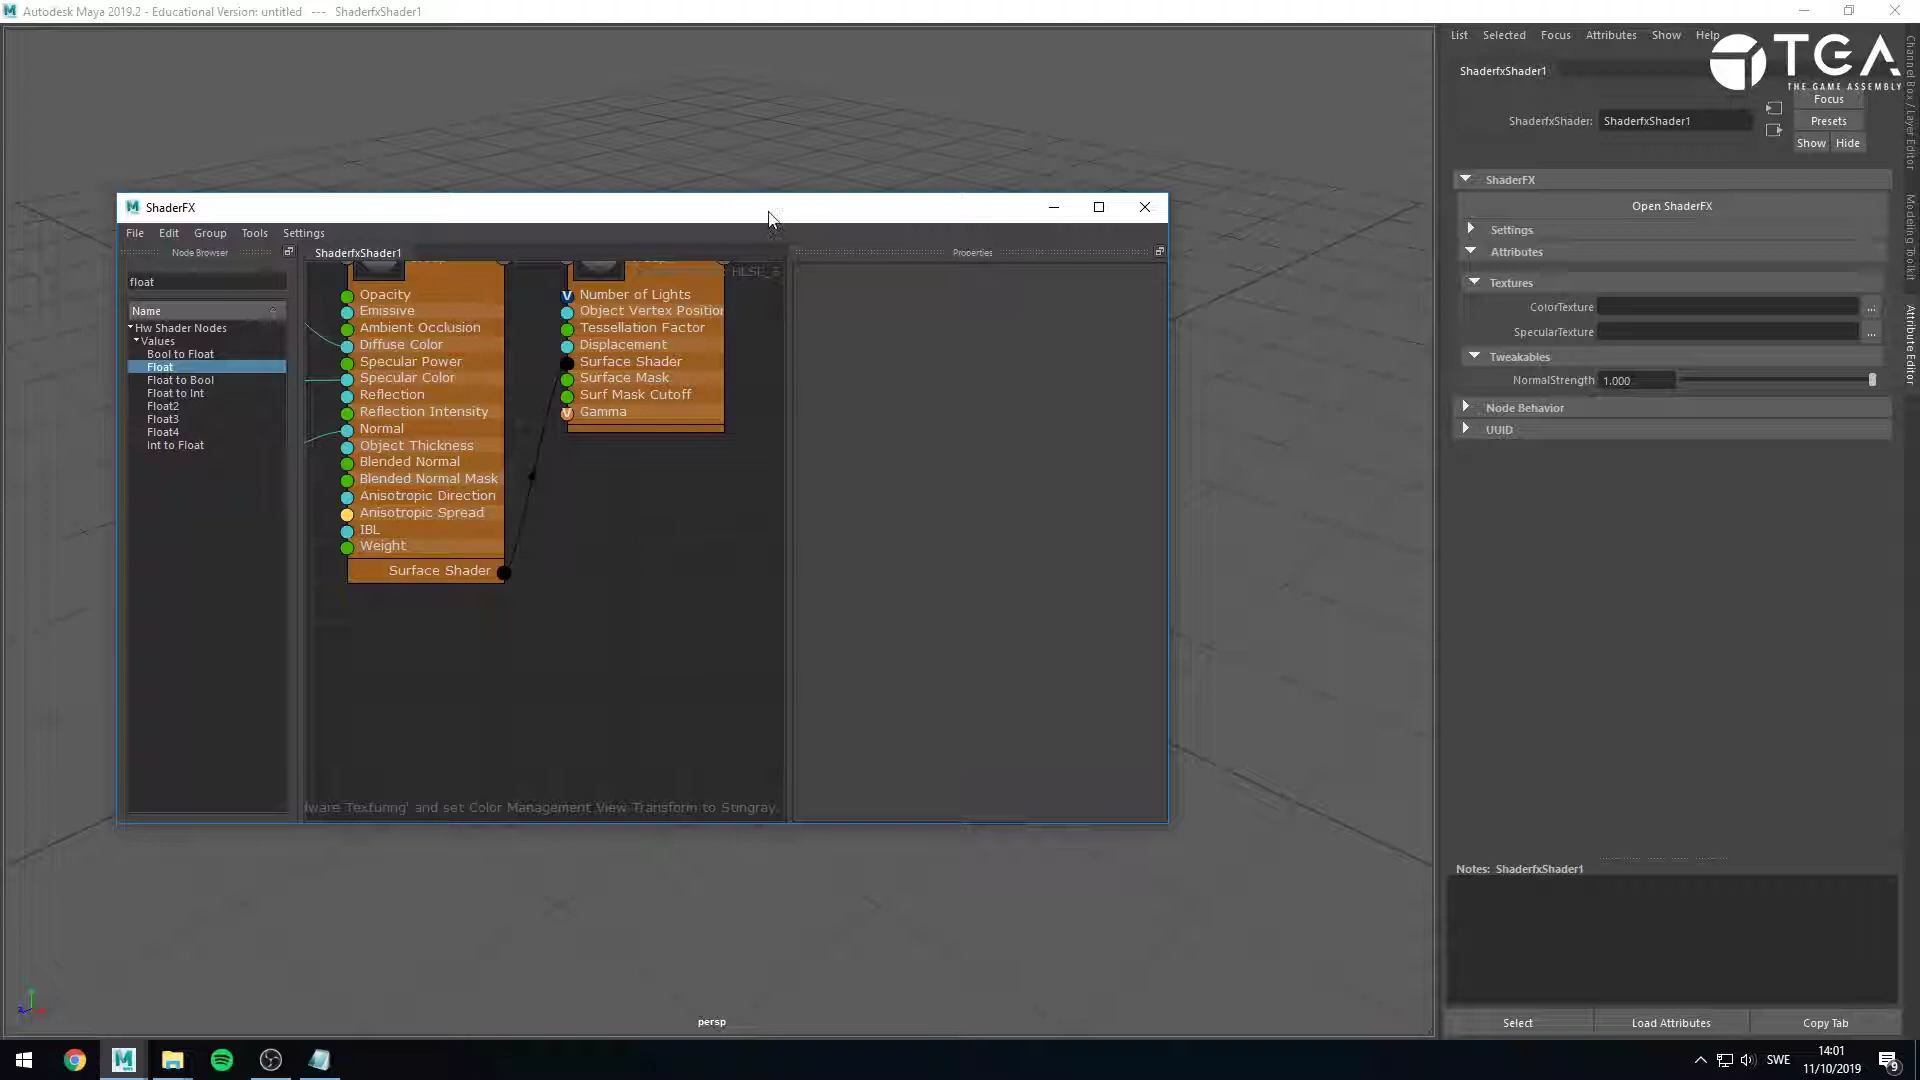 Autodesk Maya 2019.2 - Educational Version: untitled --- ShaderfxShader1
List Selected Focus Attributes Show Help
TGA
THE GAME ASSEMBLY
ShaderfxShader1
Focus
ShaderfxShader: ShaderfxShader1
Presets
Show Hide
ShaderFX
Open ShaderFX
Settings
Attributes
Textures
ColorTexture
...
SpecularTexture
...
Tweakables
NormalStrength 1.000
Node Behavior
UUID
Notes: ShaderfxShader1
Select Load Attributes Copy Tab
Channel Box / Layer Editor
Modeling Toolkit
Attribute Editor
ShaderFX
File Edit Group Tools Settings
Node Browser
ShaderfxShader1
Properties
float
Name
Hw Shader Nodes
Values
Bool to Float
Float
Float to Bool
Float to Int
Float2
Float3
Float4
Int to Float
Opacity
Emissive
Ambient Occlusion
Diffuse Color
Specular Power
Specular Color
Reflection
Reflection Intensity
Normal
Object Thickness
Blended Normal
Blended Normal Mask
Anisotropic Direction
Anisotropic Spread
IBL
Weight
Surface Shader
V Number of Lights
Object Vertex Position
Tessellation Factor
Displacement
Surface Shader
Surface Mask
Surf Mask Cutoff
V Gamma
lware Texturing' and set Color Management View Transform to Stingray.
persp
SWE
14:01
11/10/2019
9